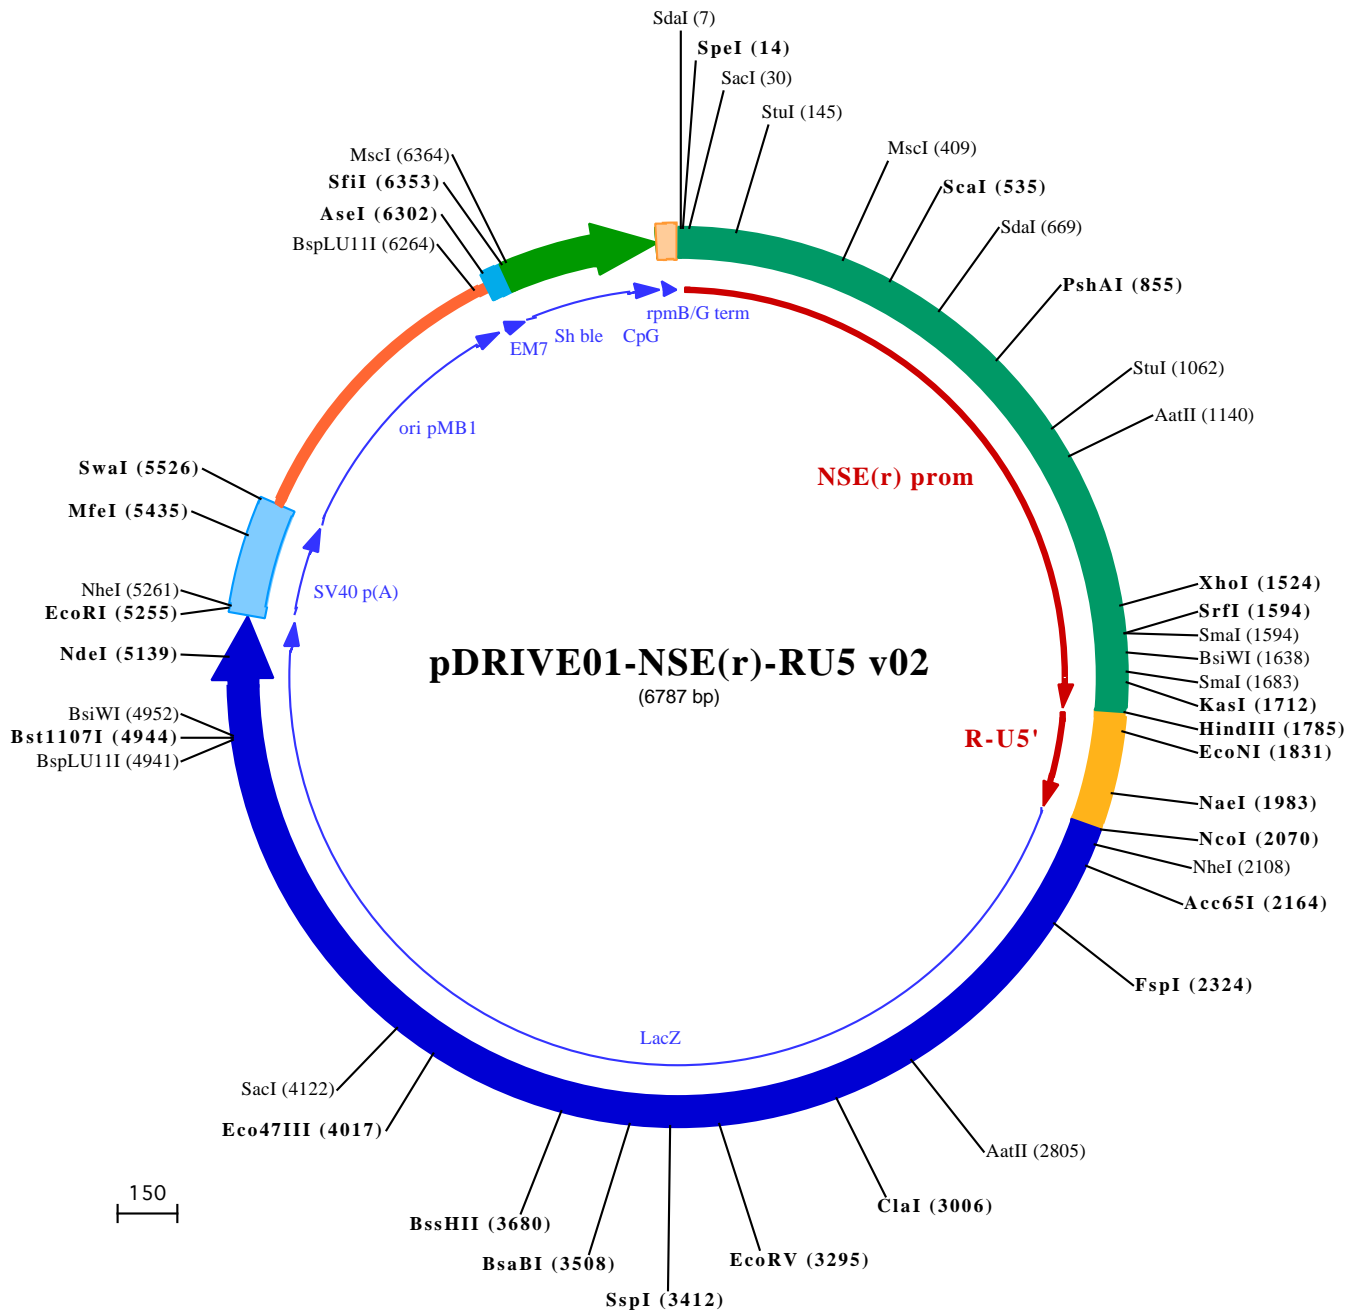 SdaI (7)
SpeI (14)
SacI (30)
StuI (145)
MscI (409)
ScaI (535)
SdaI (669)
PshAI (855)
StuI (1062)
AatII (1140)
XhoI (1524)
SrfI (1594)
SmaI (1594)
BsiWI (1638)
SmaI (1683)
KasI (1712)
HindIII (1785)
EcoNI (1831)
NaeI (1983)
NcoI (2070)
NheI (2108)
Acc65I (2164)
FspI (2324)
AatII (2805)
ClaI (3006)
EcoRV (3295)
SspI (3412)
BsaBI (3508)
BssHII (3680)
Eco47III (4017)
SacI (4122)
BspLU11I (4941)
Bst1107I (4944)
BsiWI (4952)
NdeI (5139)
EcoRI (5255)
NheI (5261)
MfeI (5435)
SwaI (5526)
BspLU11I (6264)
AseI (6302)
SfiI (6353)
MscI (6364)
rpmB/G term
EM7
Sh ble
CpG
ori pMB1
NSE(r) prom
SV40 p(A)
pDRIVE01-NSE(r)-RU5 v02
(6787 bp)
R-U5'
LacZ
150